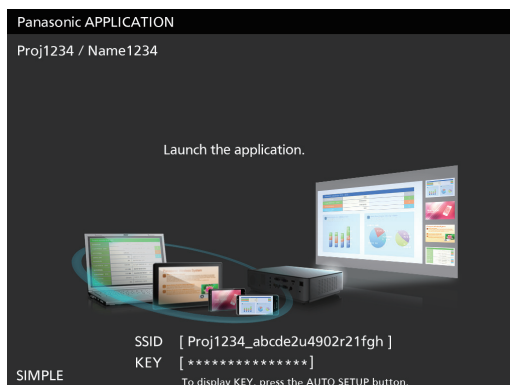 Panasonic APPLICATION
Proj1234 / Name1234
Launch the application.
SSID [ Proj1234_abcde2u4902r21fgh ]
KEY [ *************** ]
To display KEY, press the AUTO SETUP button.
SIMPLE